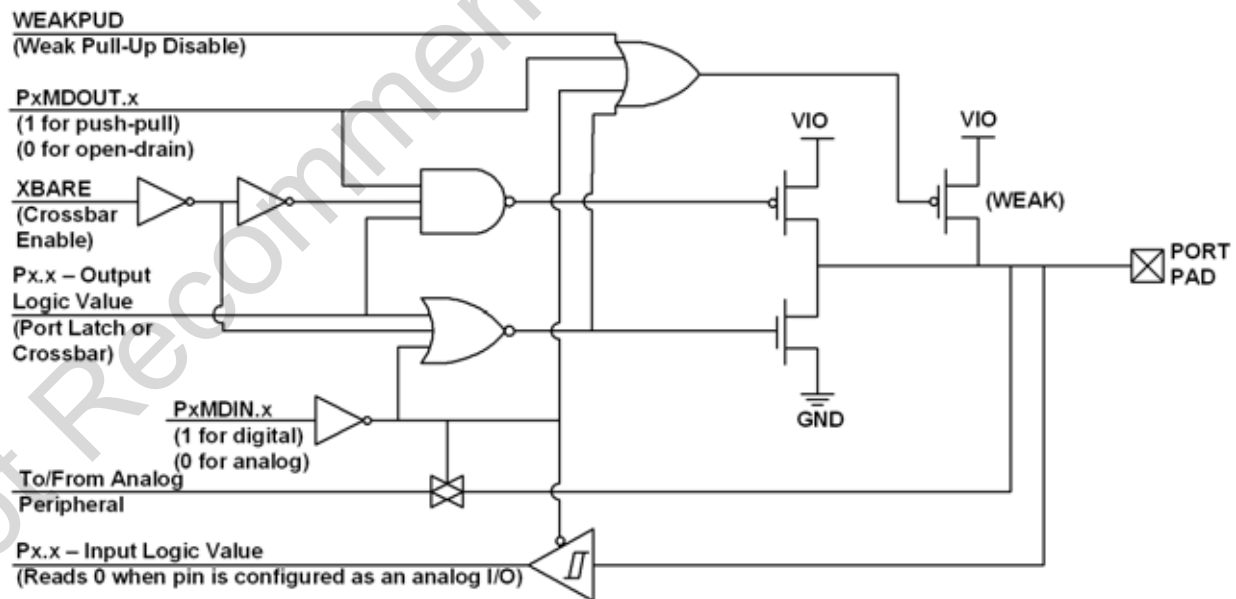 WEAKPUD
(Weak Pull-Up Disable)
PxMDOUT.x
(1 for push-pull)
(0 for open-drain)
XBARE
(Crossbar
Enable)
Px.x – Output
Logic Value
(Port Latch or
Crossbar)
PxMDIN.x
(1 for digital)
(0 for analog)
To/From Analog
Peripheral
Px.x – Input Logic Value
(Reads 0 when pin is configured as an analog I/O)
VIO
VIO
(WEAK)
PORT
PAD
GND
ot Recommen